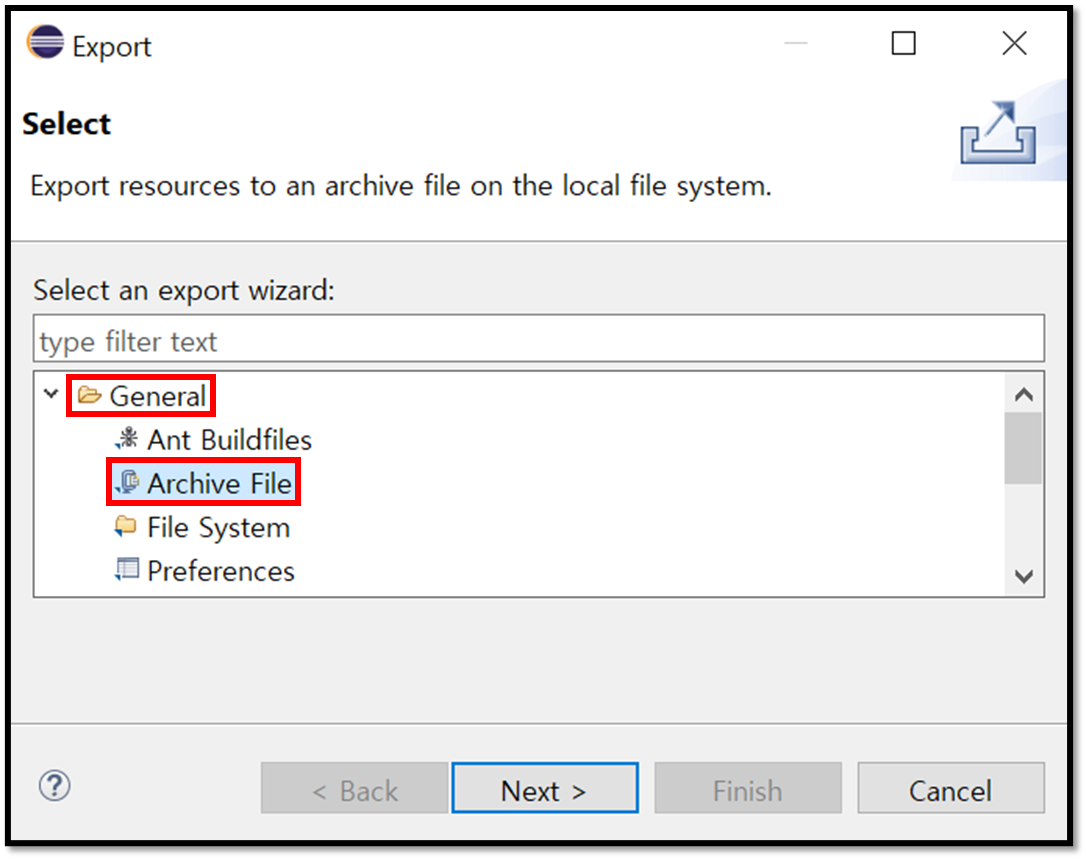 Export
Select
Export resources to an archive file on the local file system.
Select an export wizard:
type filter text
General
Ant Buildfiles
Archive File
File System
Preferences
?
< Back
Next >
Finish
Cancel